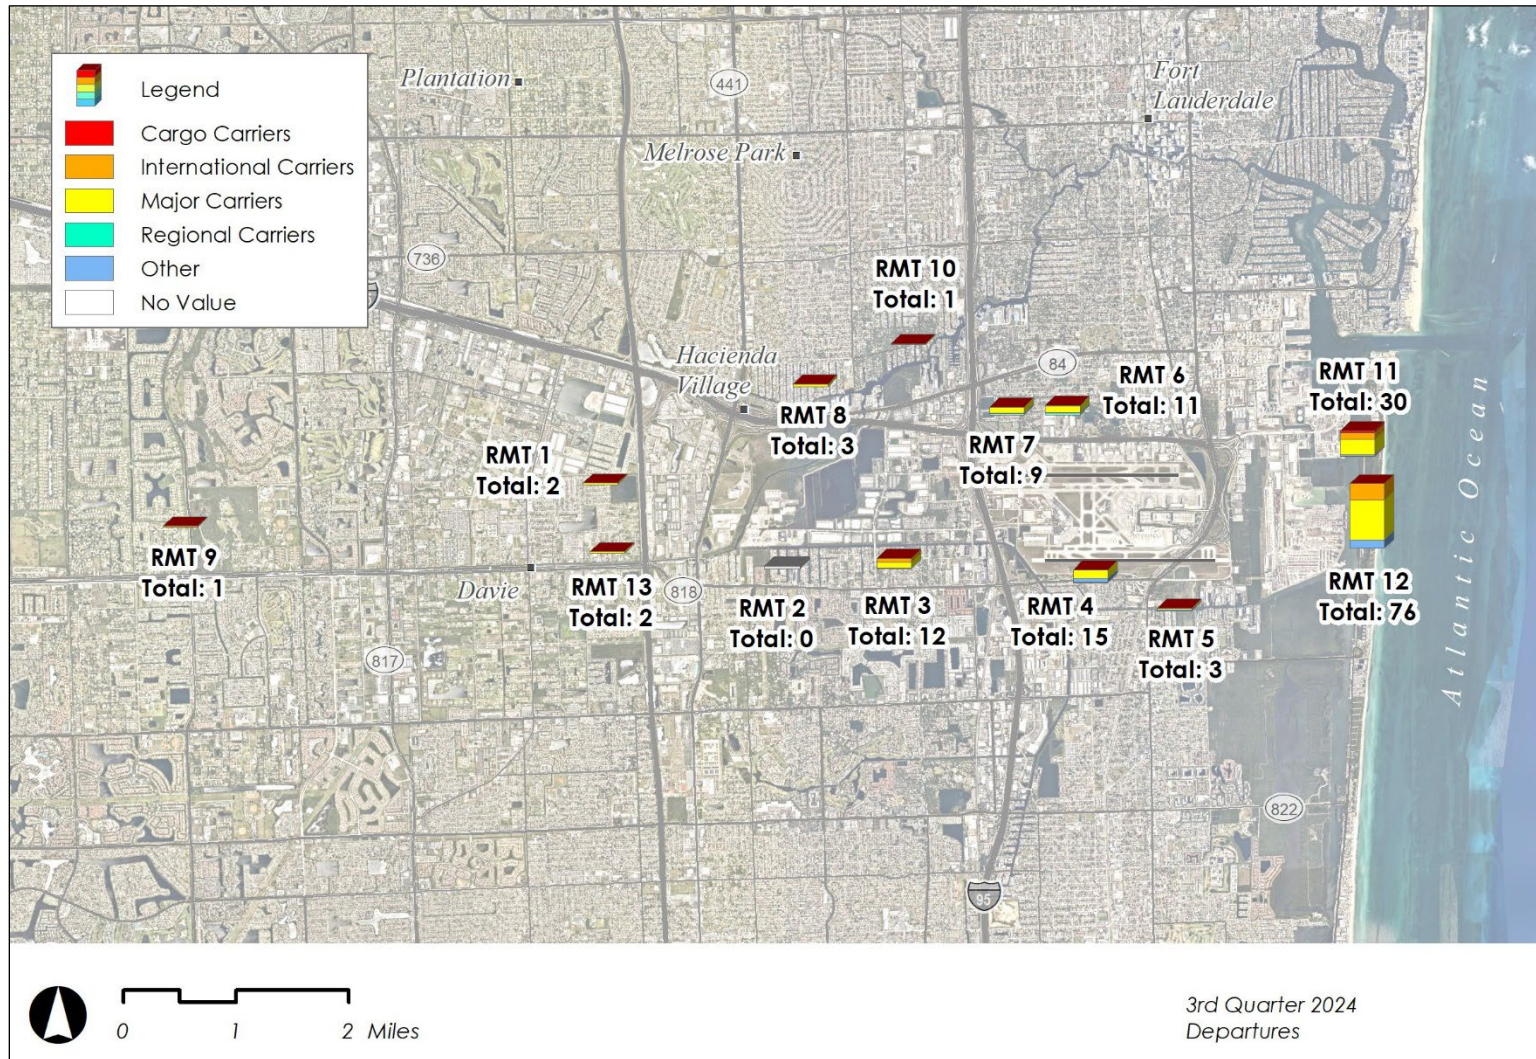 Legend
Cargo Carriers
International Carriers
Major Carriers
Regional Carriers
Other
No Value
Plantation
441
Fort
Lauderdale
Melrose Park
736
RMT 10
Total: 1
Hacienda
Village
84
RMT 6
Total: 11
RMT 11
Total: 30
RMT 8
Total: 3
RMT 7
Total: 9
RMT 1
Total: 2
Atlantic Ocean
RMT 9
Total: 1
Davie
RMT 13
Total: 2
818
RMT 2
Total: 0
RMT 3
Total: 12
RMT 4
Total: 15
RMT 5
Total: 3
RMT 12
Total: 76
817
822
95
0 1 2 Miles
3rd Quarter 2024
Departures